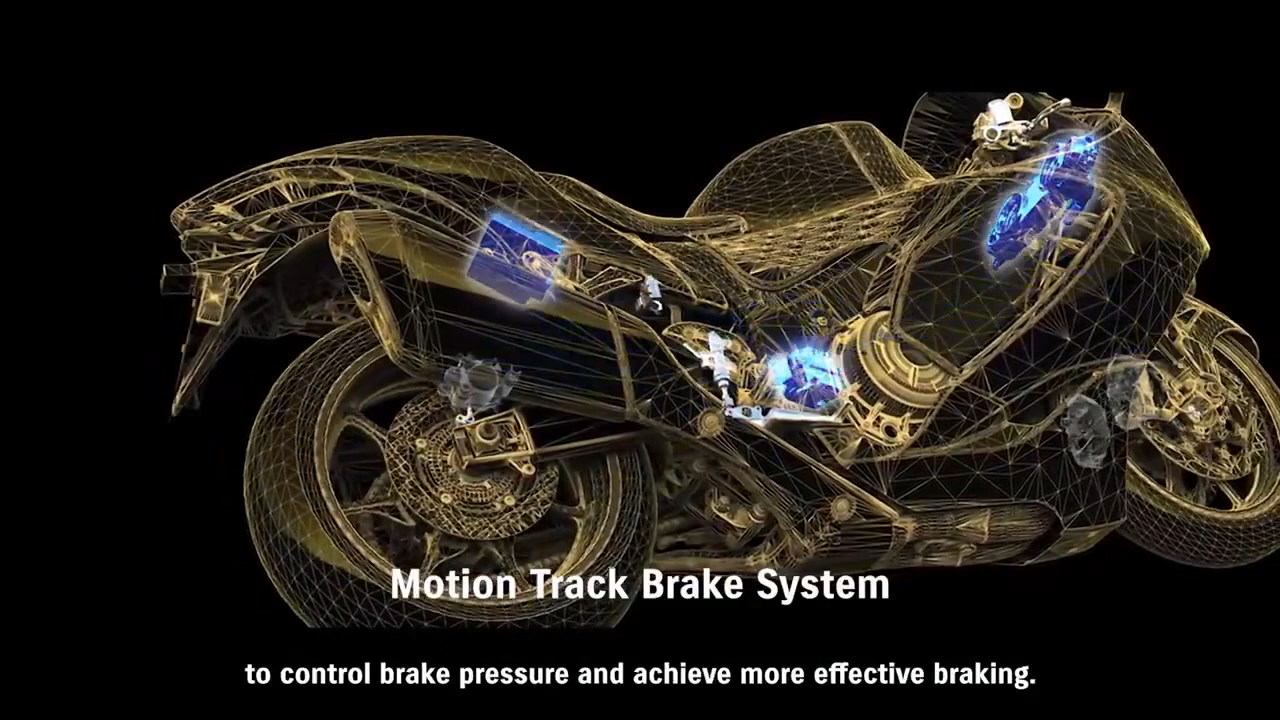 Motion Track Brake System
to control brake pressure and achieve more effective braking.